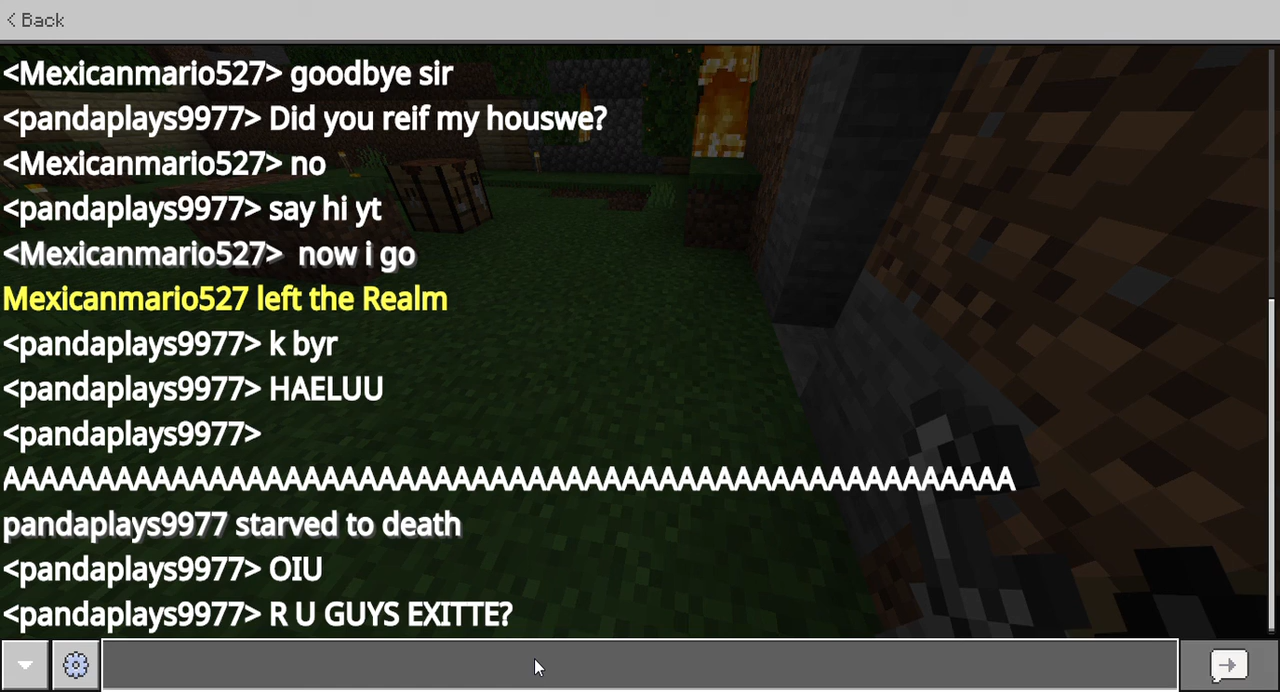 < Back
<Mexicanmario527> goodbye sir
<pandaplays9977> Did you reif my houswe?
<Mexicanmario527> no
<pandaplays9977> say hi yt
<Mexicanmario527>  now i go
Mexicanmario527 left the Realm
<pandaplays9977> k byr
<pandaplays9977> HAELUU
<pandaplays9977>
AAAAAAAAAAAAAAAAAAAAAAAAAAAAAAAAAAAAAAAAAAAAAAAAAAAAAA
pandaplays9977 starved to death
<pandaplays9977> OIU
<pandaplays9977> R U GUYS EXITTE?